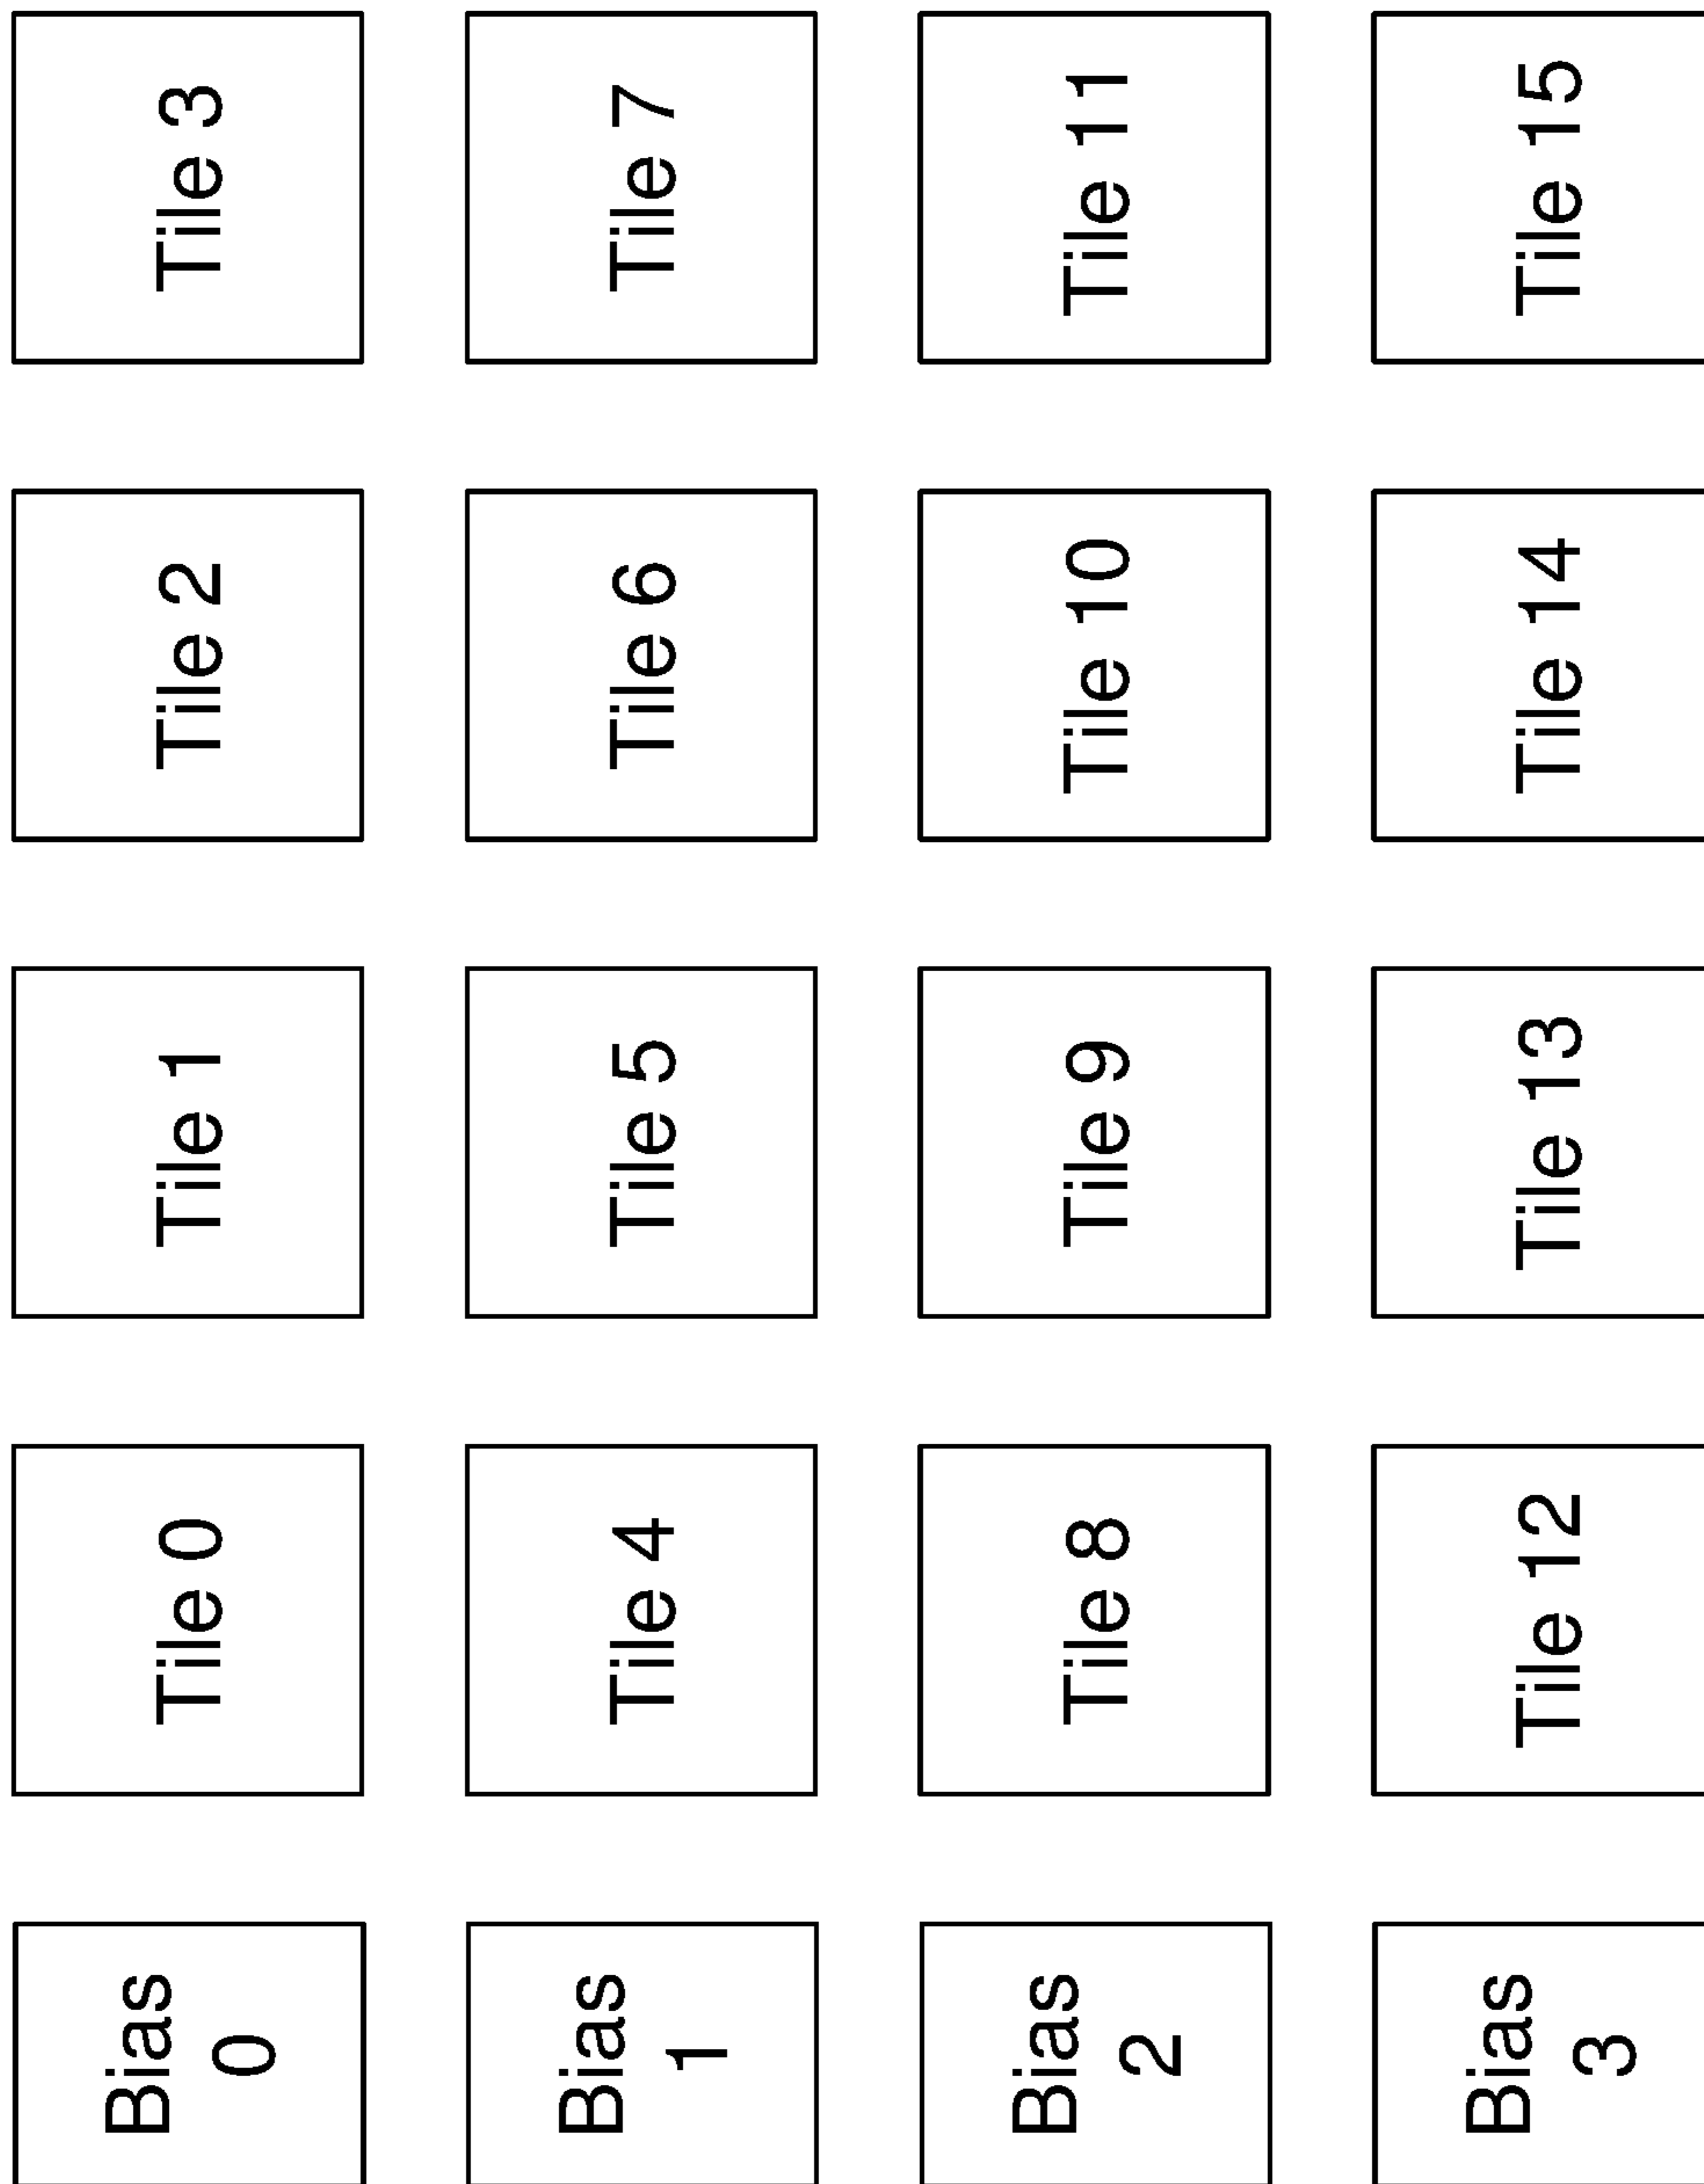 Bias
0
Tile 0
Tile 1
Tile 2
Tile 3
Bias
1
Tile 4
Tile 5
Tile 6
Tile 7
Bias
2
Tile 8
Tile 9
Tile 10
Tile 11
Bias
3
Tile 12
Tile 13
Tile 14
Tile 15